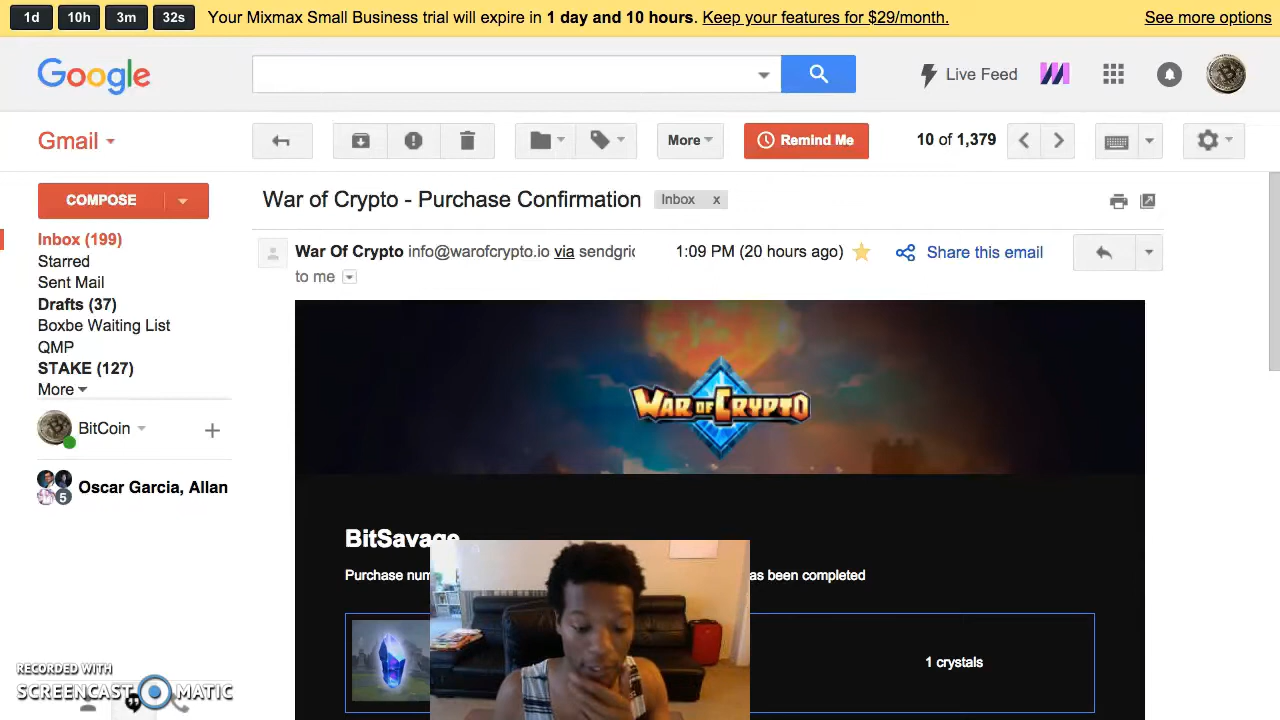 1d 10h 3m 32s Your Mixmax Small Business trial will expire in 1 day and 10 hours. Keep your features for $29/month. See more options
Google Live Feed
Gmail More Remind Me 10 of 1,379
COMPOSE
War of Crypto - Purchase Confirmation Inbox x
Inbox (199)
War Of Crypto info@warofcrypto.io via sendgric 1:09 PM (20 hours ago) Share this email
Starred
to me
Sent Mail
Drafts (37)
Boxbe Waiting List
QMP
STAKE (127)
More
WAR OF CRYPTO
BitCoin
5 Oscar Garcia, Allan
BitSavage
Purchase num as been completed
1 crystals
RECORDED WITH
SCREENCAST MATIC